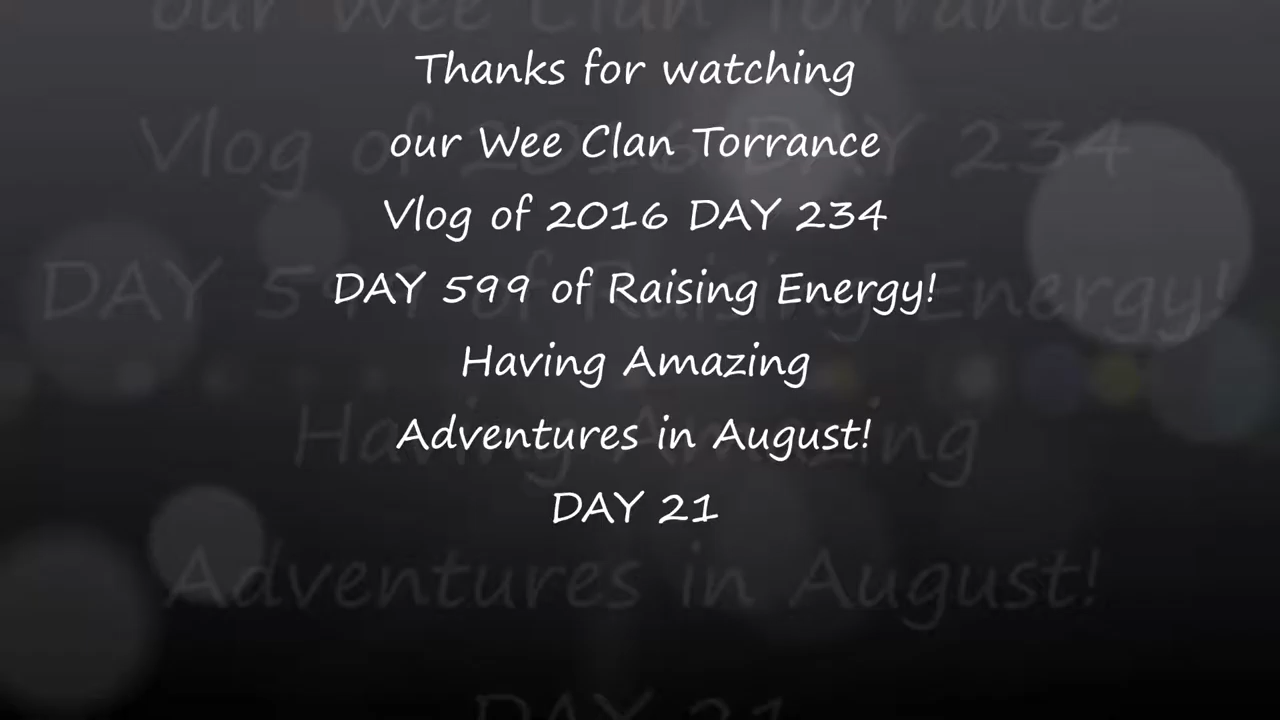 Thanks for watching
our Wee Clan Torrance
Vlog of 2016 DAY 234
DAY 599 of Raising Energy!
Having Amazing
Adventures in August!
DAY 21